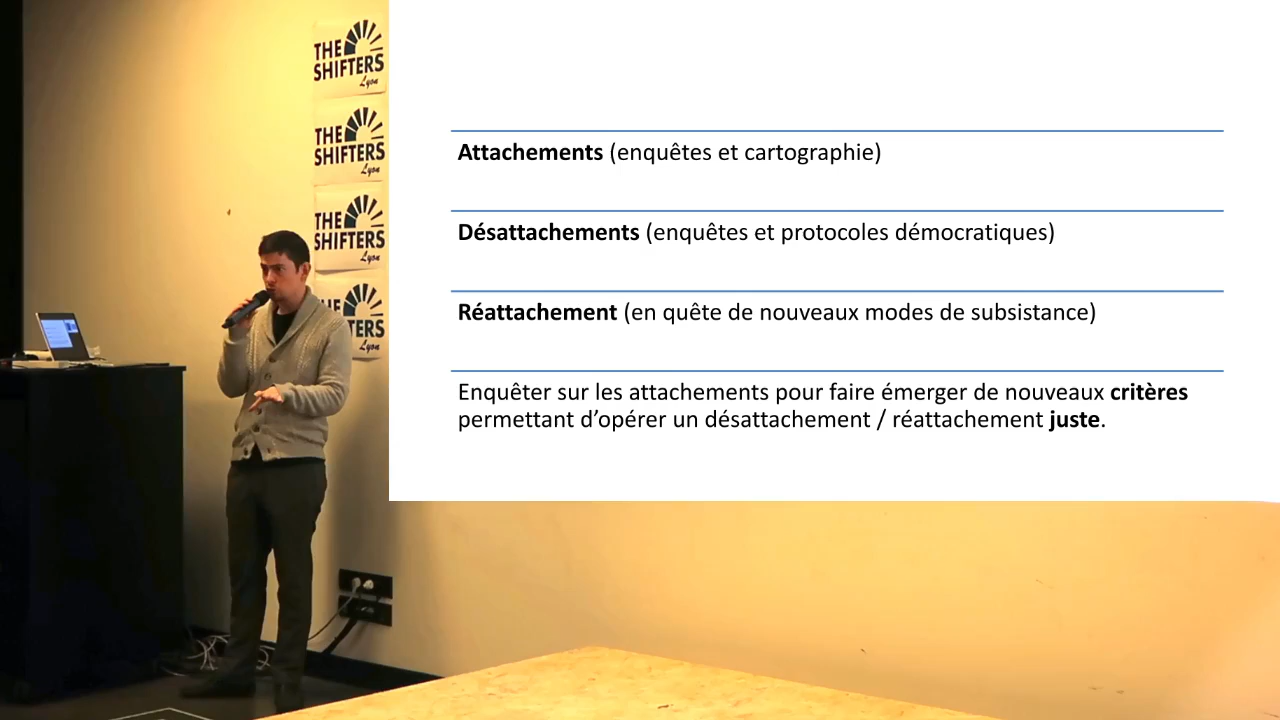 THE
SHIFTERS
Lyon
THE
SHIFTERS
Lyon
THE
SHIFTERS
Lyon
HE
TERS
Lyon
Attachements (enquêtes et cartographie)
Désattachements (enquêtes et protocoles démocratiques)
Réattachement (en quête de nouveaux modes de subsistance)
Enquêter sur les attachements pour faire émerger de nouveaux critères
permettant d’opérer un désattachement / réattachement juste.